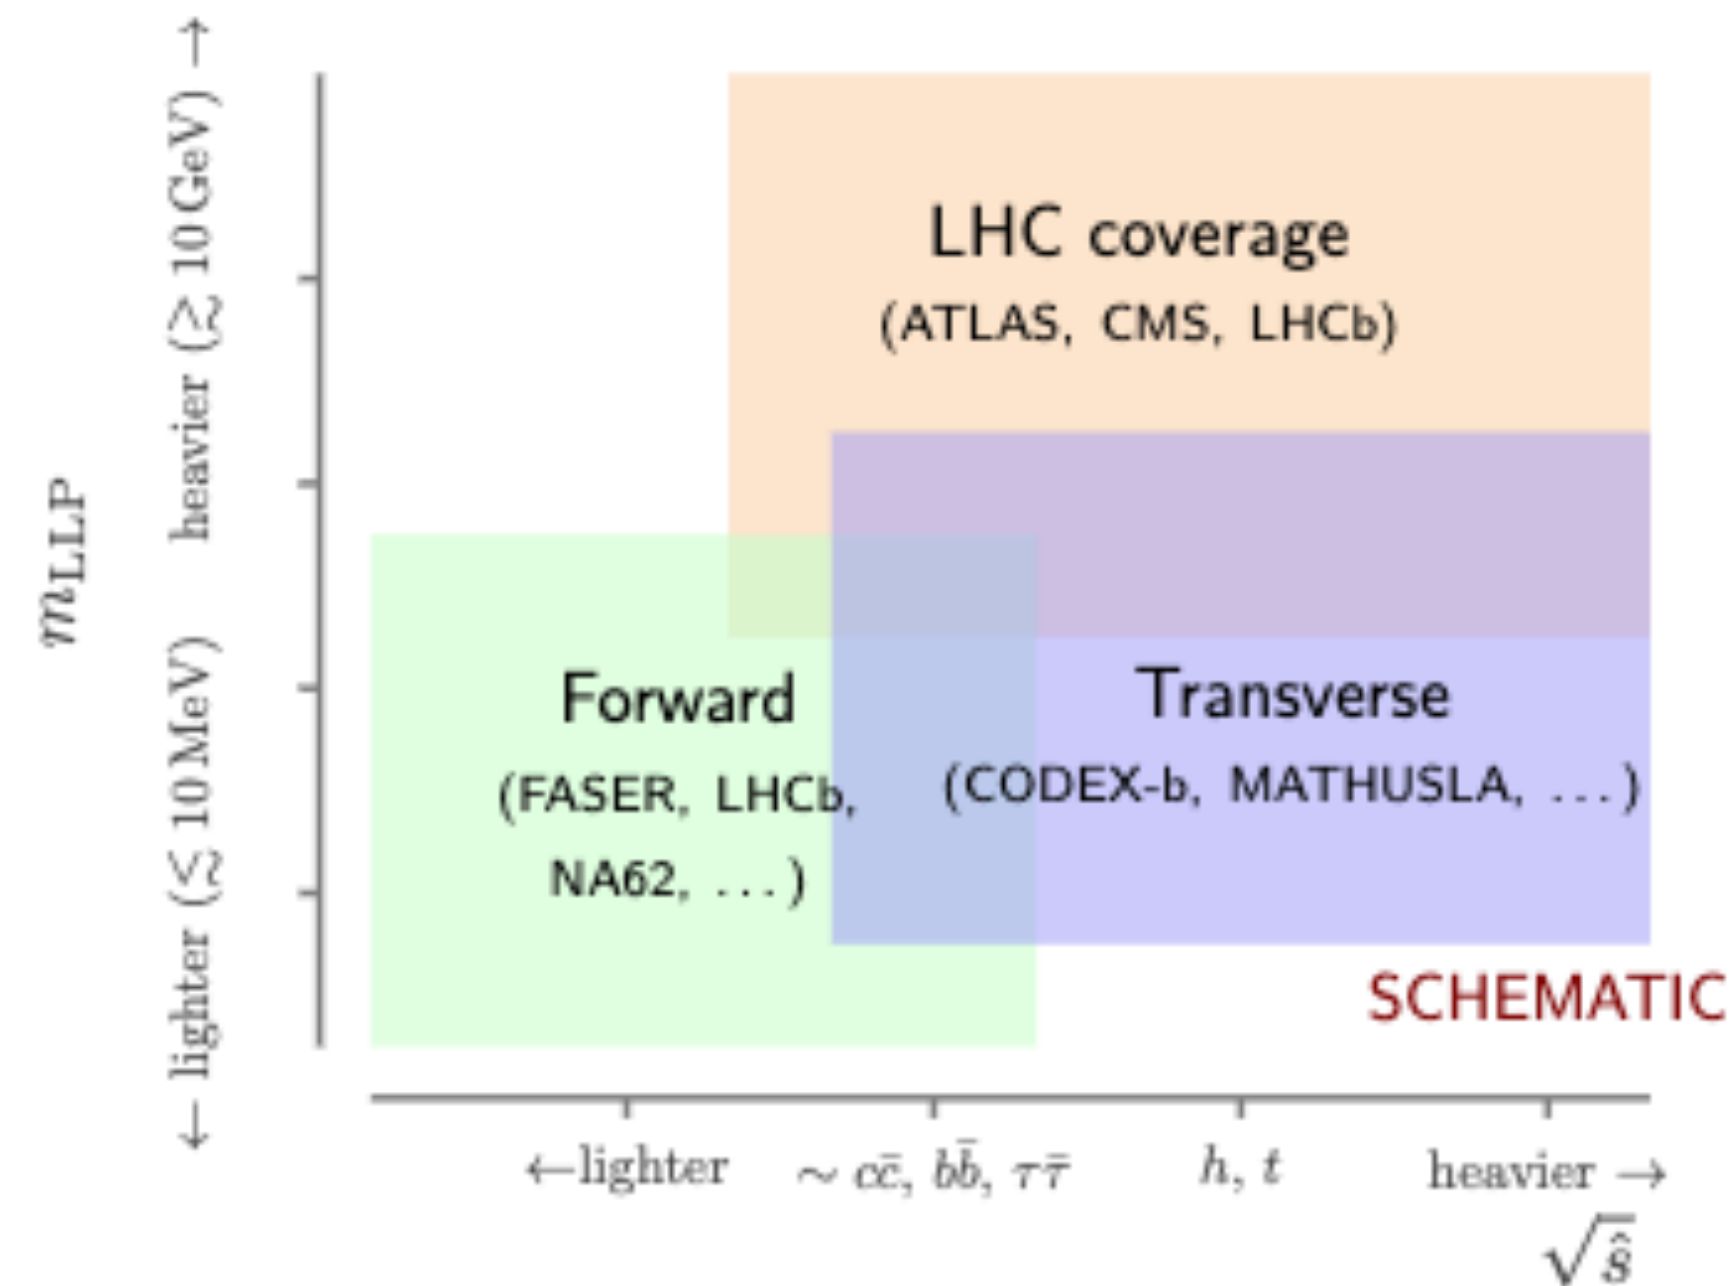 ← lighter (≲ 10 MeV) heavier (≳ 10 GeV) →
m_LLP
LHC coverage
(ATLAS, CMS, LHCb)
Forward
(FASER, LHCb,
NA62, ...)
Transverse
(CODEX-b, MATHUSLA, ...)
SCHEMATIC
←lighter ∼ cc̄, bb̄, ττ̄ h, t heavier →
√ŝ